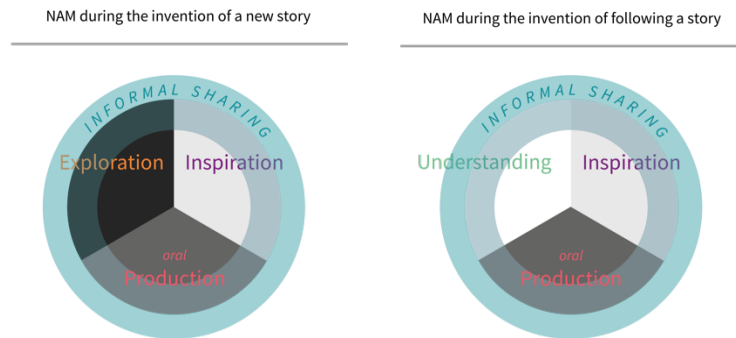 NAM during the invention of a new story
INFORMAL SHARING
Exploration
Inspiration
oral
Production
NAM during the invention of following a story
INFORMAL SHARING
Understanding
Inspiration
oral
Production